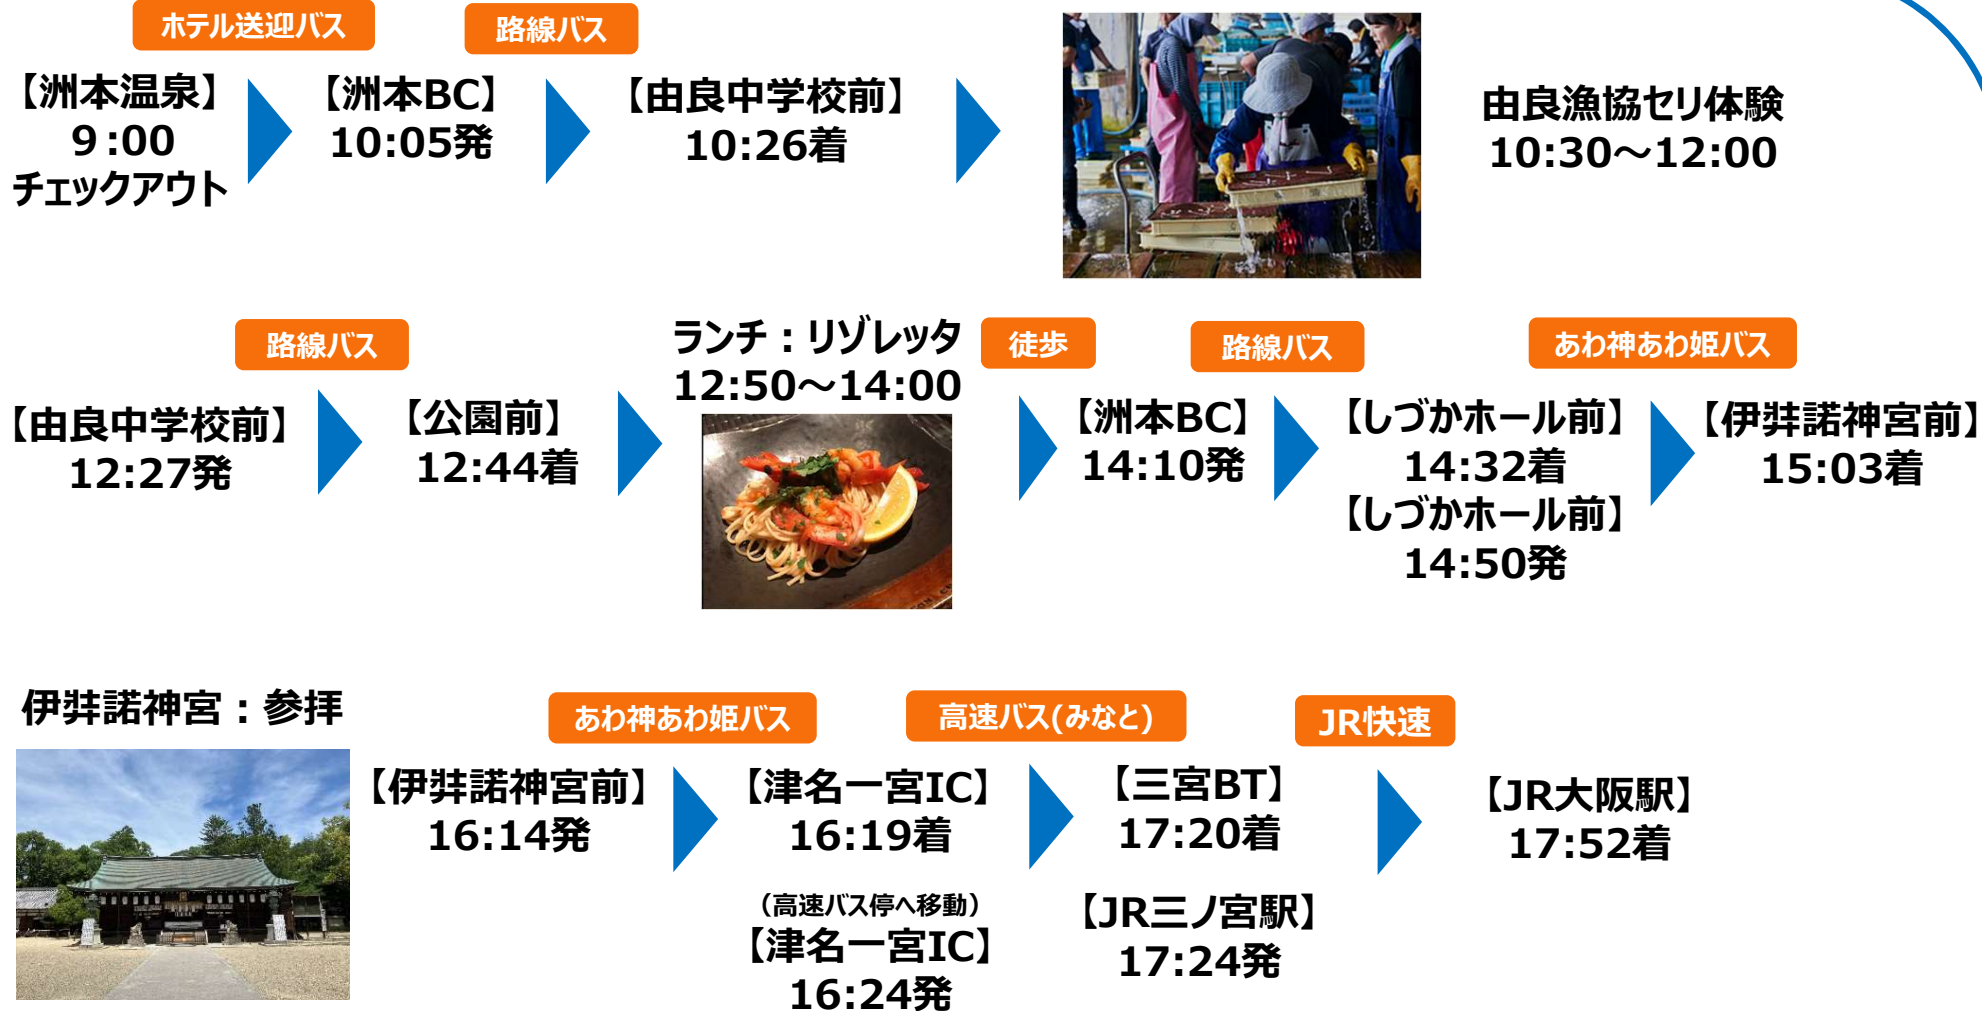 ホテル送迎バス
路線バス
【洲本温泉】
9:00
チェックアウト
【洲本BC】
10:05発
【由良中学校前】
10:26着
由良漁協セリ体験
10:30～12:00
路線バス
【由良中学校前】
12:27発
【公園前】
12:44着
ランチ：リゾレッタ
12:50～14:00
徒歩
【洲本BC】
14:10発
路線バス
【しづかホール前】
14:32着
【しづかホール前】
14:50発
あわ神あわ姫バス
【伊弉諾神宮前】
15:03着
伊弉諾神宮：参拝
【伊弉諾神宮前】
16:14発
あわ神あわ姫バス
【津名一宮IC】
16:19着
（高速バス停へ移動）
【津名一宮IC】
16:24発
高速バス(みなと)
【三宮BT】
17:20着
【JR三ノ宮駅】
17:24発
JR快速
【JR大阪駅】
17:52着